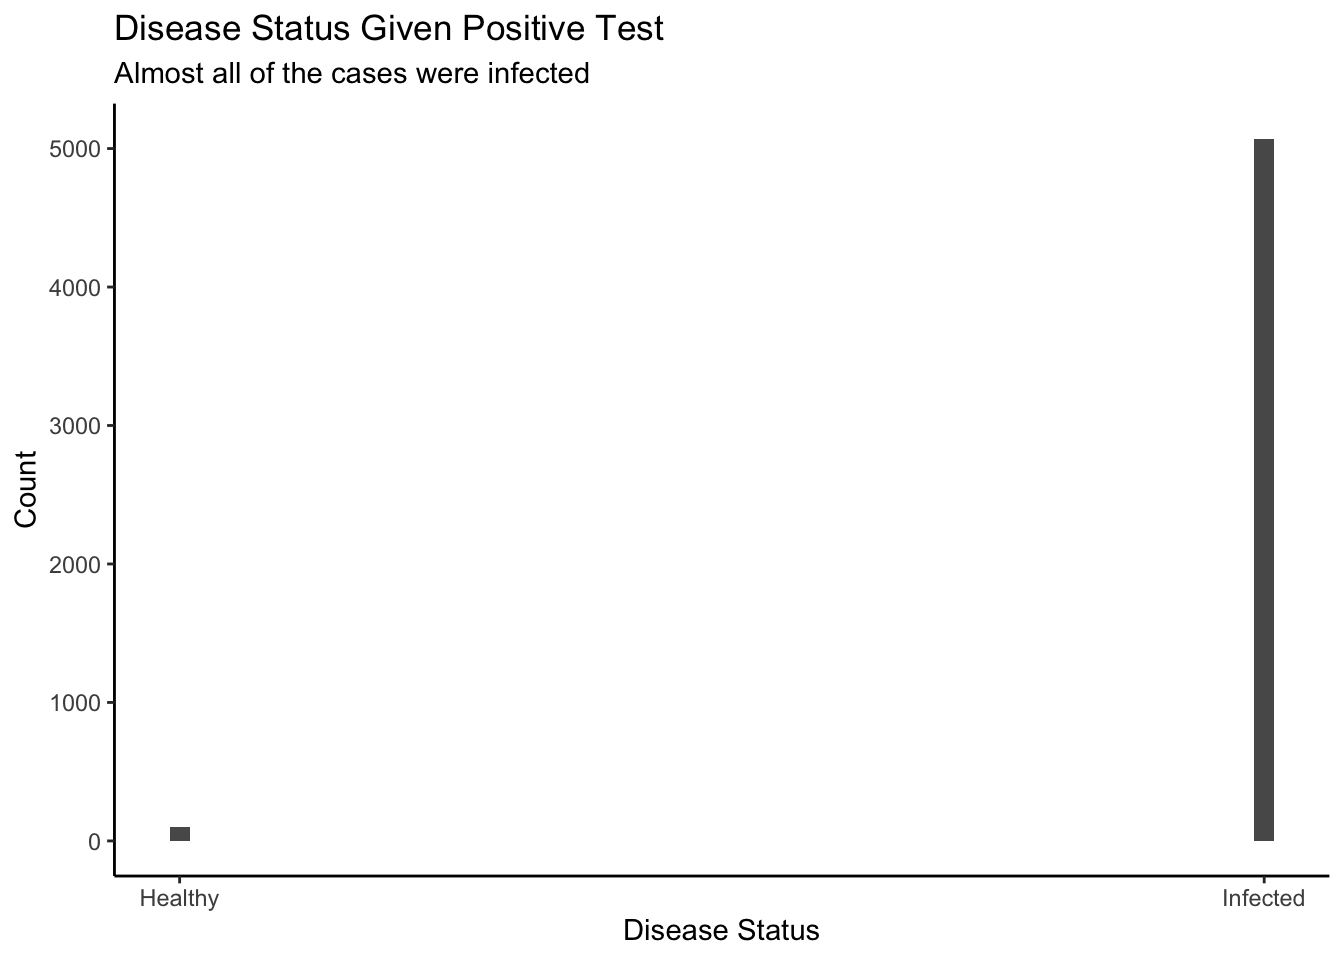 Disease Status Given Positive Test
Almost all of the cases were infected
Count
5000
4000
3000
2000
1000
0
Healthy
Infected
Disease Status